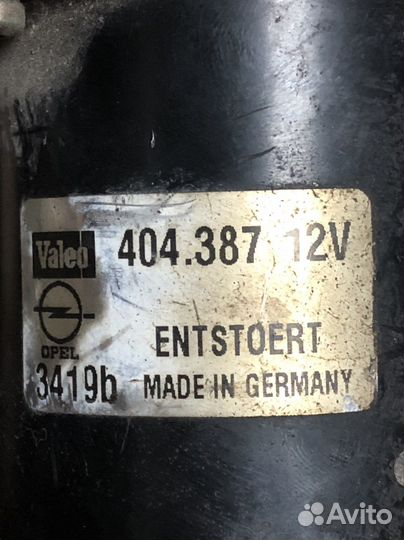 Valeo 404.387 12V
OPEL ENTSTOERT
3419b MADE IN GERMANY
Avito